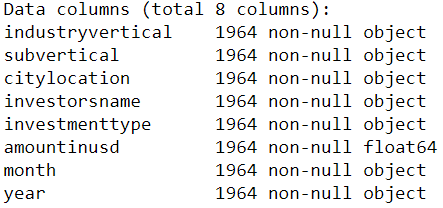 Data columns (total 8 columns):
industryvertical    1964 non-null object
subvertical         1964 non-null object
citylocation        1964 non-null object
investorsname       1964 non-null object
investmenttype      1964 non-null object
amountinusd         1964 non-null float64
month               1964 non-null object
year                1964 non-null object